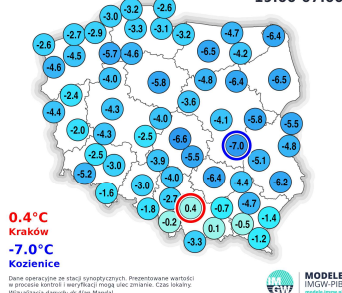 -3.2 -2.6
-3.0
-2.7 -2.9 -3.3 -3.1 -3.2 -4.7 -6.4
-2.6
-4.5 -5.7 -4.6 -6.5 -4.2
-4.6
-4.0 -5.8 -4.8 -6.4 -6.5
-2.4
-4.4 -4.3 -3.6
-4.0 -4.1 -5.8 -5.5
-2.0 -4.3 -2.5 -6.6
-7.0 -4.8
-2.5 -3.9 -5.5 -5.1
-3.0
-5.2 -4.0 -6.4 -4.4 -6.2
-1.6 -3.0
-2.7
-1.8 0.4 -0.7 -4.7
-0.2 0.1 -0.5 -1.4
-3.3 -1.2
0.4°C
Kraków
-7.0°C
Kozienice
Dane operacyjne ze stacji synoptycznych. Prezentowane wartości
w procesie kontroli i weryfikacji mogą ulec zmianie. Czas lokalny.
IM
GW
MODELE
IMGW-PIB